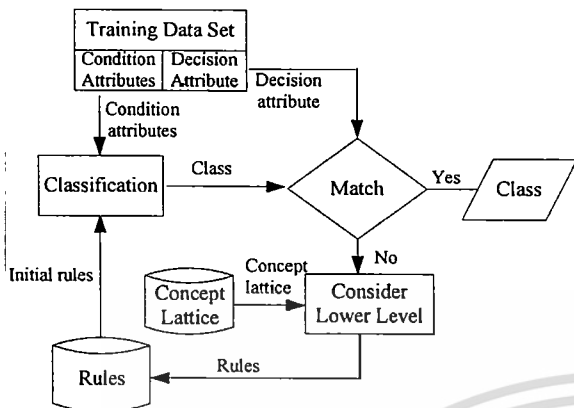 Training Data Set
Condition Attributes
Decision Attribute
Condition attributes
Decision attribute
Classification
Class
Match
Yes
Class
No
Initial rules
Concept Lattice
Concept lattice
Consider Lower Level
Rules
Rules